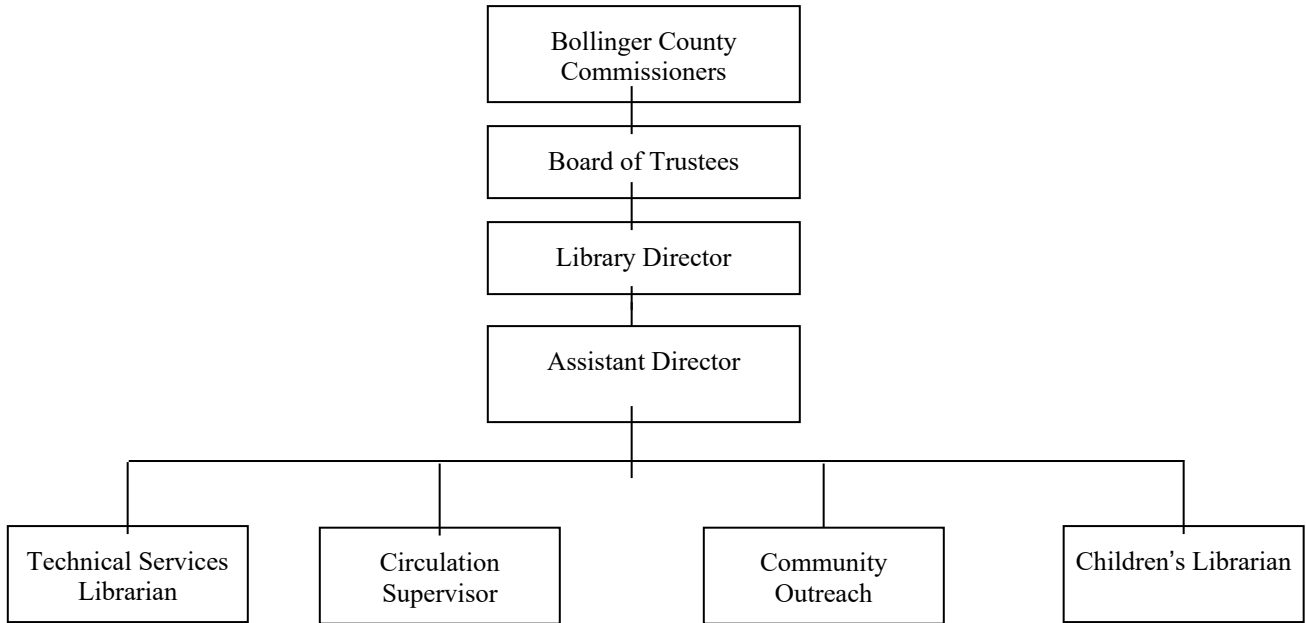 Bollinger County
Commissioners
Board of Trustees
Library Director
Assistant Director
Technical Services
Librarian
Circulation
Supervisor
Community
Outreach
Children’s Librarian